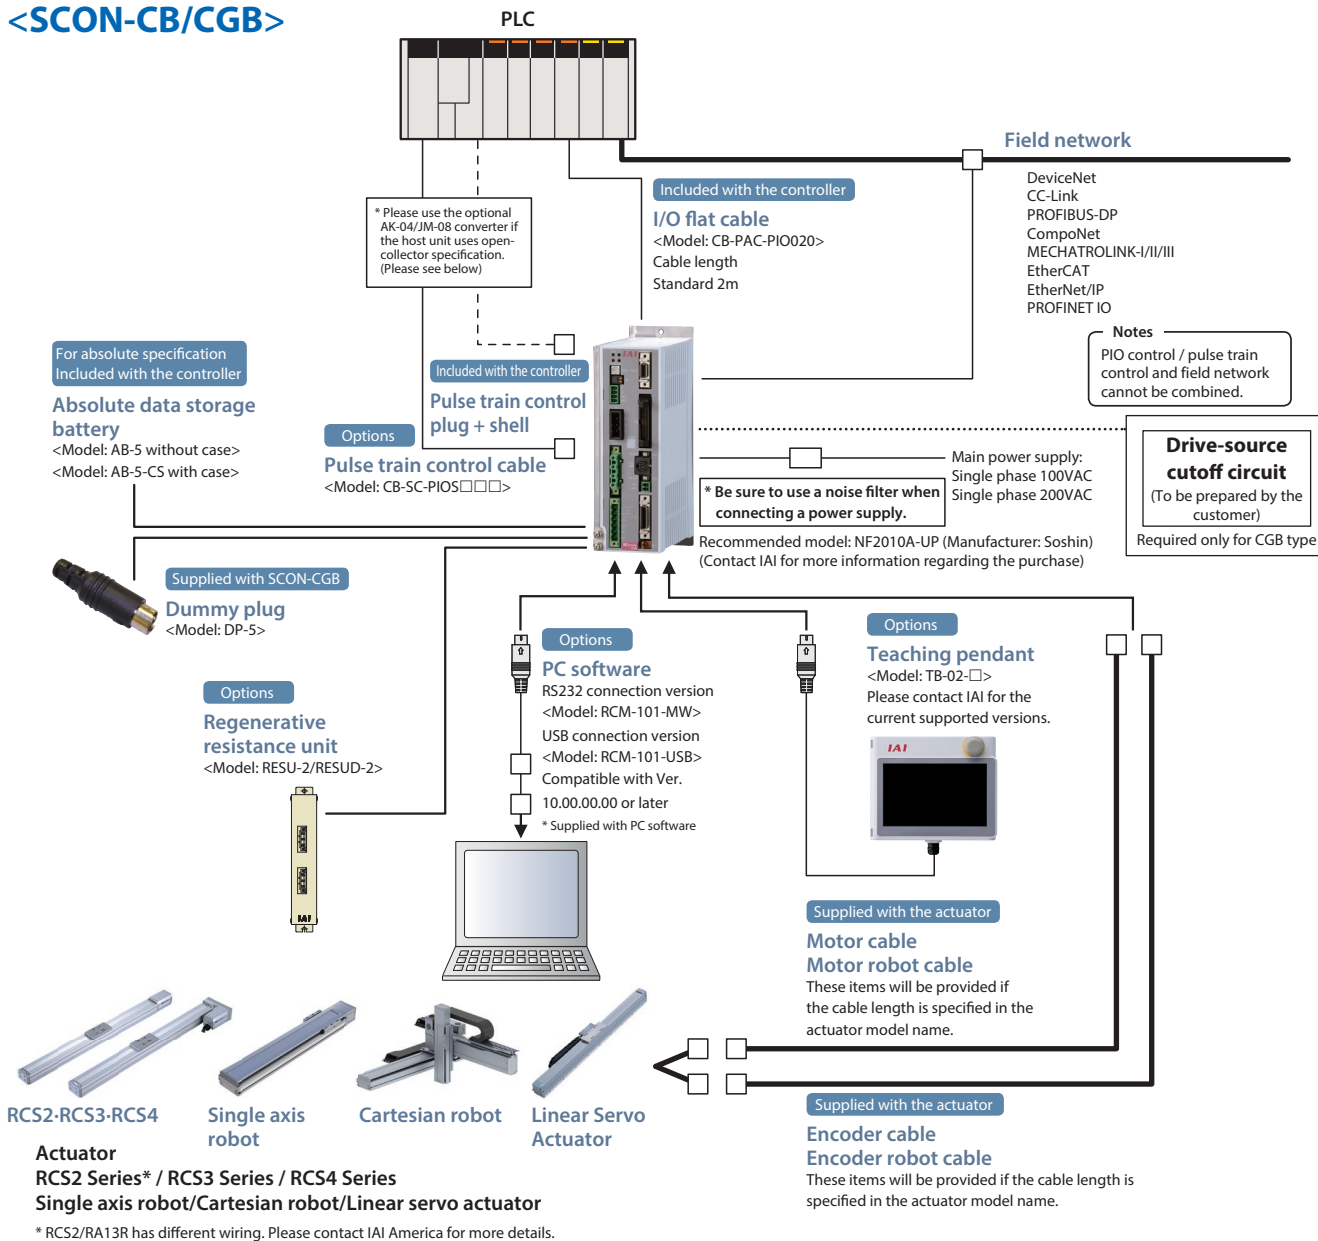 <SCON-CB/CGB>
PLC
Field network
DeviceNet
CC-Link
PROFIBUS-DP
CompoNet
MECHATROLINK-I/II/III
EtherCAT
EtherNet/IP
PROFINET IO
Included with the controller
I/O flat cable
<Model: CB-PAC-PIO020>
Cable length
Standard 2m
* Please use the optional
AK-04/JM-08 converter if
the host unit uses open-
collector specification.
(Please see below)
Notes
PIO control / pulse train
control and field network
cannot be combined.
For absolute specification
Included with the controller
Absolute data storage
battery
<Model: AB-5 without case>
<Model: AB-5-CS with case>
Included with the controller
Pulse train control
plug + shell
Options
Pulse train control cable
<Model: CB-SC-PIOS□□□>
IAI
Main power supply:
Single phase 100VAC
Single phase 200VAC
* Be sure to use a noise filter when
connecting a power supply.
Recommended model: NF2010A-UP (Manufacturer: Soshin)
(Contact IAI for more information regarding the purchase)
Drive-source
cutoff circuit
(To be prepared by the
customer)
Required only for CGB type
Supplied with SCON-CGB
Dummy plug
<Model: DP-5>
Options
Regenerative
resistance unit
<Model: RESU-2/RESUD-2>
IAI
Options
PC software
RS232 connection version
<Model: RCM-101-MW>
USB connection version
<Model: RCM-101-USB>
Compatible with Ver.
10.00.00.00 or later
* Supplied with PC software
Options
Teaching pendant
<Model: TB-02-□>
Please contact IAI for the
current supported versions.
IAI
Supplied with the actuator
Motor cable
Motor robot cable
These items will be provided if
the cable length is specified in the
actuator model name.
Supplied with the actuator
Encoder cable
Encoder robot cable
These items will be provided if the cable length is
specified in the actuator model name.
RCS2·RCS3·RCS4
Single axis
robot
Cartesian robot
Linear Servo
Actuator
Actuator
RCS2 Series* / RCS3 Series / RCS4 Series
Single axis robot/Cartesian robot/Linear servo actuator
* RCS2/RA13R has different wiring. Please contact IAI America for more details.